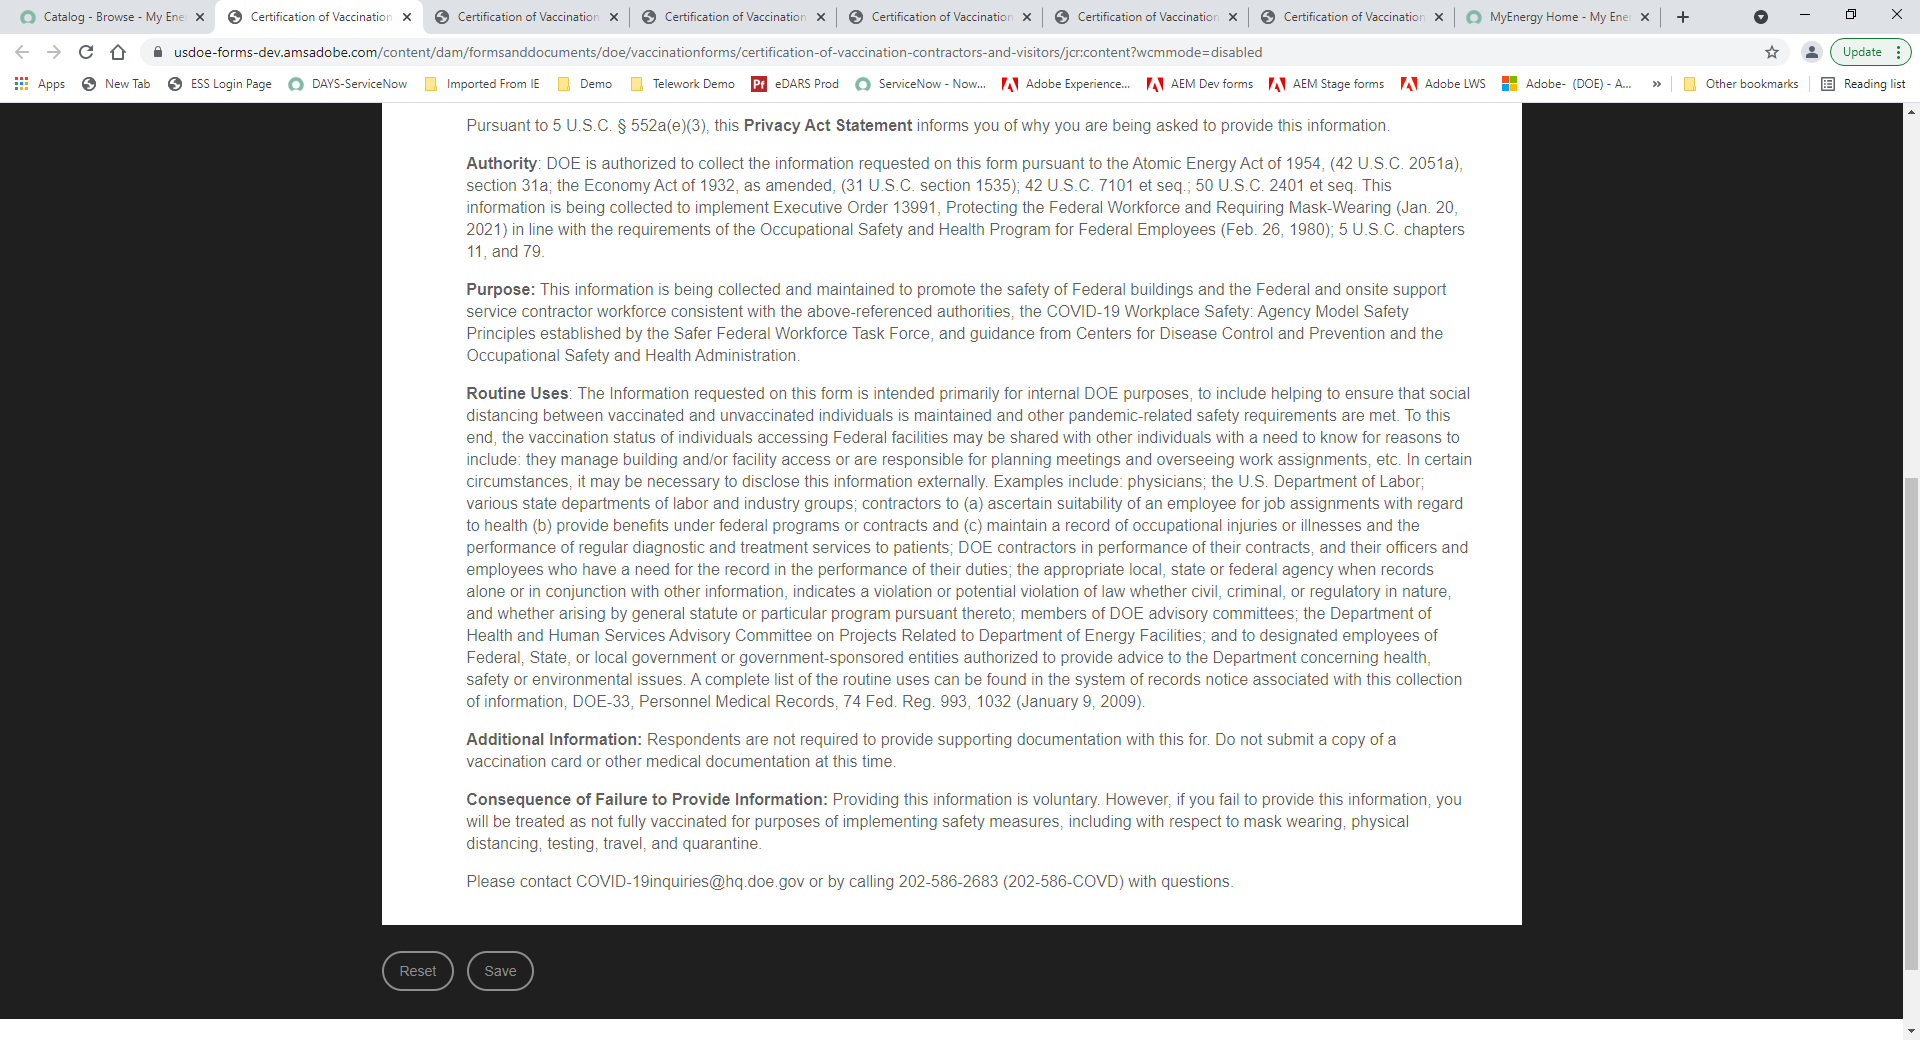 Catalog - Browse - My Ene
Certification of Vaccination
Certification of Vaccination
Certification of Vaccination
Certification of Vaccination
Certification of Vaccination
Certification of Vaccination
MyEnergy Home - My Ene
usdoe-forms-dev.amsadobe.com/content/dam/formsanddocuments/doe/vaccinationforms/certification-of-vaccination-contractors-and-visitors/jcr:content?wcmmode=disabled
Update
Apps New Tab ESS Login Page DAYS-ServiceNow Imported From IE Demo Telework Demo Pf eDARS Prod ServiceNow - Now... Adobe Experience... AEM Dev forms AEM Stage forms Adobe LWS Adobe- (DOE) - A... » Other bookmarks Reading list
Pursuant to 5 U.S.C. § 552a(e)(3), this Privacy Act Statement informs you of why you are being asked to provide this information.
Authority: DOE is authorized to collect the information requested on this form pursuant to the Atomic Energy Act of 1954, (42 U.S.C. 2051a),
section 31a; the Economy Act of 1932, as amended, (31 U.S.C. section 1535); 42 U.S.C. 7101 et seq.; 50 U.S.C. 2401 et seq. This
information is being collected to implement Executive Order 13991, Protecting the Federal Workforce and Requiring Mask-Wearing (Jan. 20,
2021) in line with the requirements of the Occupational Safety and Health Program for Federal Employees (Feb. 26, 1980); 5 U.S.C. chapters
11, and 79.
Purpose: This information is being collected and maintained to promote the safety of Federal buildings and the Federal and onsite support
service contractor workforce consistent with the above-referenced authorities, the COVID-19 Workplace Safety: Agency Model Safety
Principles established by the Safer Federal Workforce Task Force, and guidance from Centers for Disease Control and Prevention and the
Occupational Safety and Health Administration.
Routine Uses: The Information requested on this form is intended primarily for internal DOE purposes, to include helping to ensure that social
distancing between vaccinated and unvaccinated individuals is maintained and other pandemic-related safety requirements are met. To this
end, the vaccination status of individuals accessing Federal facilities may be shared with other individuals with a need to know for reasons to
include: they manage building and/or facility access or are responsible for planning meetings and overseeing work assignments, etc. In certain
circumstances, it may be necessary to disclose this information externally. Examples include: physicians; the U.S. Department of Labor;
various state departments of labor and industry groups; contractors to (a) ascertain suitability of an employee for job assignments with regard
to health (b) provide benefits under federal programs or contracts and (c) maintain a record of occupational injuries or illnesses and the
performance of regular diagnostic and treatment services to patients; DOE contractors in performance of their contracts, and their officers and
employees who have a need for the record in the performance of their duties; the appropriate local, state or federal agency when records
alone or in conjunction with other information, indicates a violation or potential violation of law whether civil, criminal, or regulatory in nature,
and whether arising by general statute or particular program pursuant thereto; members of DOE advisory committees; the Department of
Health and Human Services Advisory Committee on Projects Related to Department of Energy Facilities; and to designated employees of
Federal, State, or local government or government-sponsored entities authorized to provide advice to the Department concerning health,
safety or environmental issues. A complete list of the routine uses can be found in the system of records notice associated with this collection
of information, DOE-33, Personnel Medical Records, 74 Fed. Reg. 993, 1032 (January 9, 2009).
Additional Information: Respondents are not required to provide supporting documentation with this for. Do not submit a copy of a
vaccination card or other medical documentation at this time.
Consequence of Failure to Provide Information: Providing this information is voluntary. However, if you fail to provide this information, you
will be treated as not fully vaccinated for purposes of implementing safety measures, including with respect to mask wearing, physical
distancing, testing, travel, and quarantine.
Please contact COVID-19inquiries@hq.doe.gov or by calling 202-586-2683 (202-586-COVD) with questions.
Reset Save